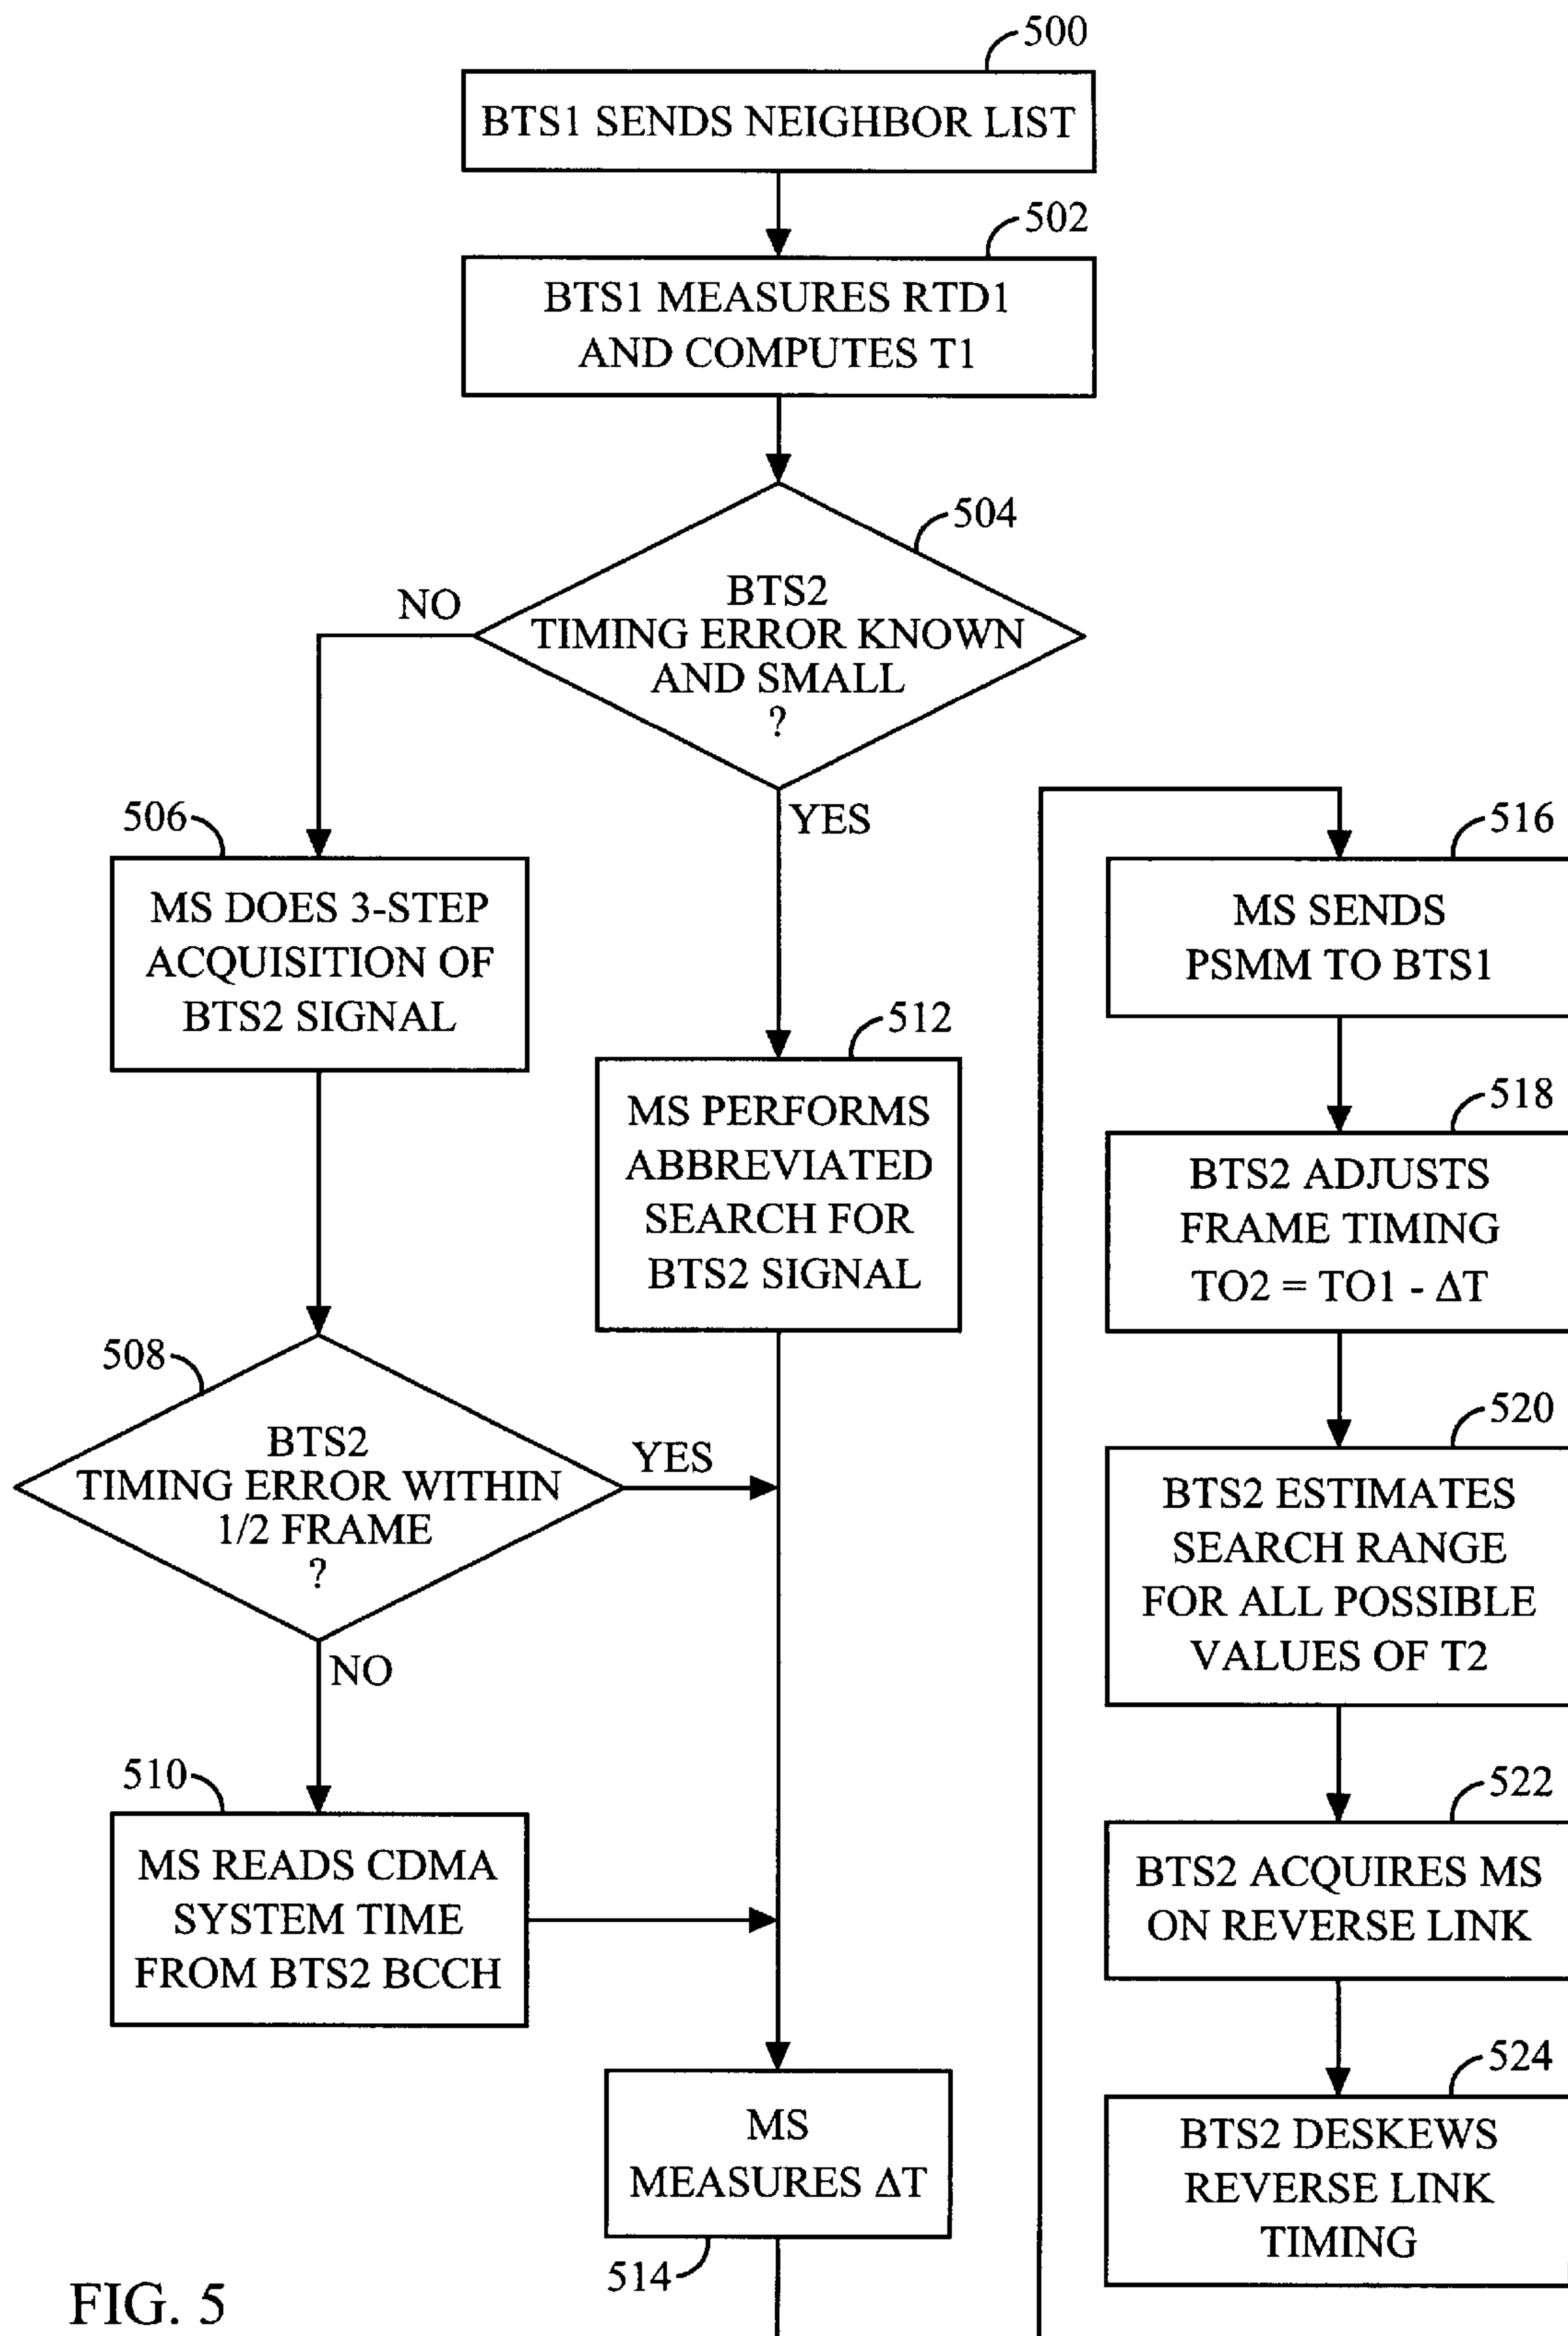 500
BTS1 SENDS NEIGHBOR LIST
502
BTS1 MEASURES RTD1
AND COMPUTES T1
504
BTS2
TIMING ERROR KNOWN
AND SMALL
?
NO
YES
506
MS DOES 3-STEP
ACQUISITION OF
BTS2 SIGNAL
512
MS PERFORMS
ABBREVIATED
SEARCH FOR
BTS2 SIGNAL
508
BTS2
TIMING ERROR WITHIN
1/2 FRAME
?
YES
NO
510
MS READS CDMA
SYSTEM TIME
FROM BTS2 BCCH
MS
MEASURES ΔT
514
516
MS SENDS
PSMM TO BTS1
518
BTS2 ADJUSTS
FRAME TIMING
TO2 = TO1 - ΔT
520
BTS2 ESTIMATES
SEARCH RANGE
FOR ALL POSSIBLE
VALUES OF T2
522
BTS2 ACQUIRES MS
ON REVERSE LINK
524
BTS2 DESKEWS
REVERSE LINK
TIMING
FIG. 5